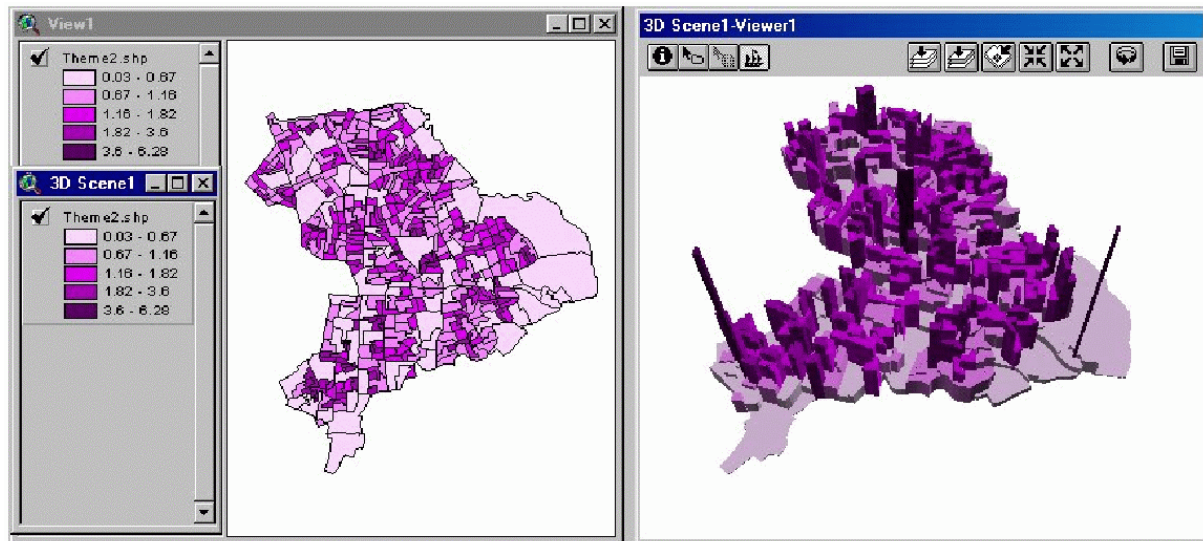 View1
Theme2.shp
0.03 - 0.67
0.67 - 1.16
1.16 - 1.82
1.82 - 3.6
3.6 - 6.28
3D Scene1
Theme2.shp
0.03 - 0.67
0.67 - 1.16
1.16 - 1.82
1.82 - 3.6
3.6 - 6.28
3D Scene1-Viewer1